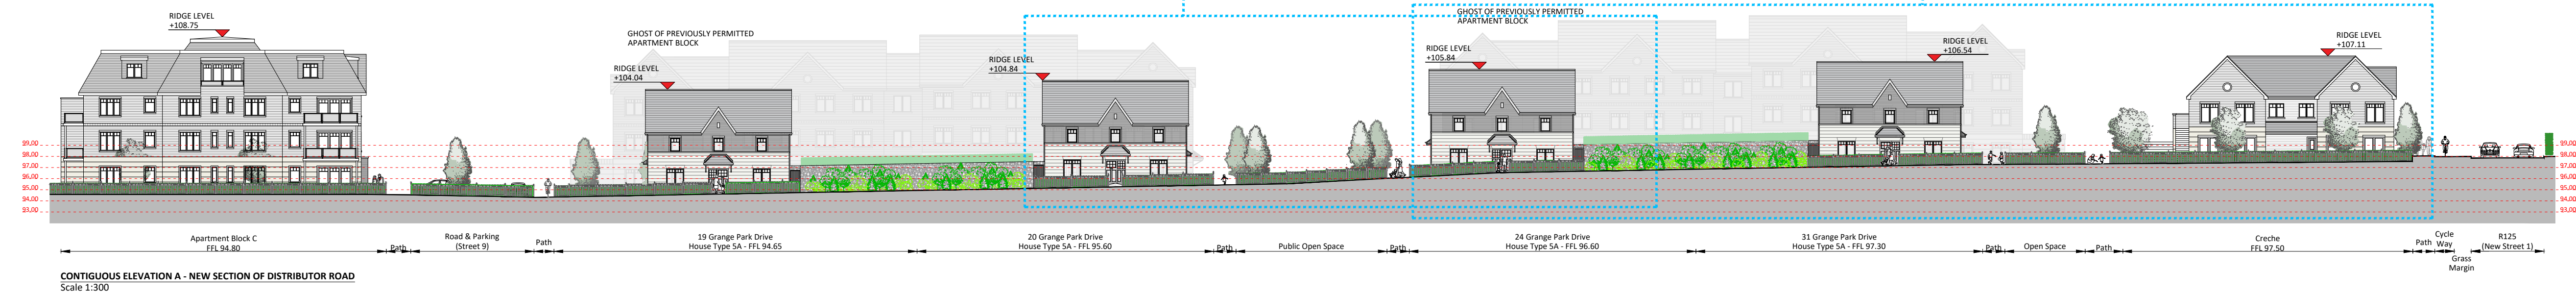 RIDGE LEVEL
+108.75
GHOST OF PREVIOUSLY PERMITTED
APARTMENT BLOCK
RIDGE LEVEL
+104.04
RIDGE LEVEL
+104.84
GHOST OF PREVIOUSLY PERMITTED
APARTMENT BLOCK
RIDGE LEVEL
+105.84
RIDGE LEVEL
+106.54
RIDGE LEVEL
+107.11
99.00
98.00
97.00
96.00
95.00
94.00
93.00
99.00
98.00
97.00
96.00
95.00
94.00
93.00
Apartment Block C
FFL 94.80
Path
Road & Parking
(Street 9)
Path
19 Grange Park Drive
House Type 5A - FFL 94.65
20 Grange Park Drive
House Type 5A - FFL 95.60
Path
Public Open Space
Path
24 Grange Park Drive
House Type 5A - FFL 96.60
31 Grange Park Drive
House Type 5A - FFL 97.30
Path
Open Space
Path
Creche
FFL 97.50
Path
Cycle
Way
Grass
Margin
R125
(New Street 1)
CONTIGUOUS ELEVATION A - NEW SECTION OF DISTRIBUTOR ROAD
Scale 1:300